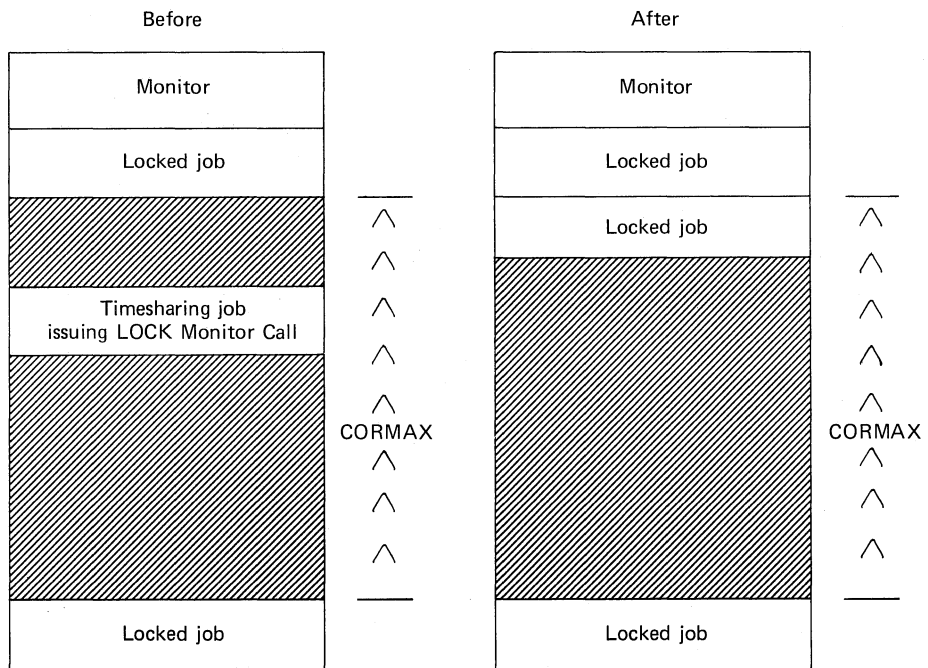 Before
Monitor
Locked job
Timesharing job
issuing LOCK Monitor Call
CORMAX
Locked job
After
Monitor
Locked job
Locked job
CORMAX
Locked job